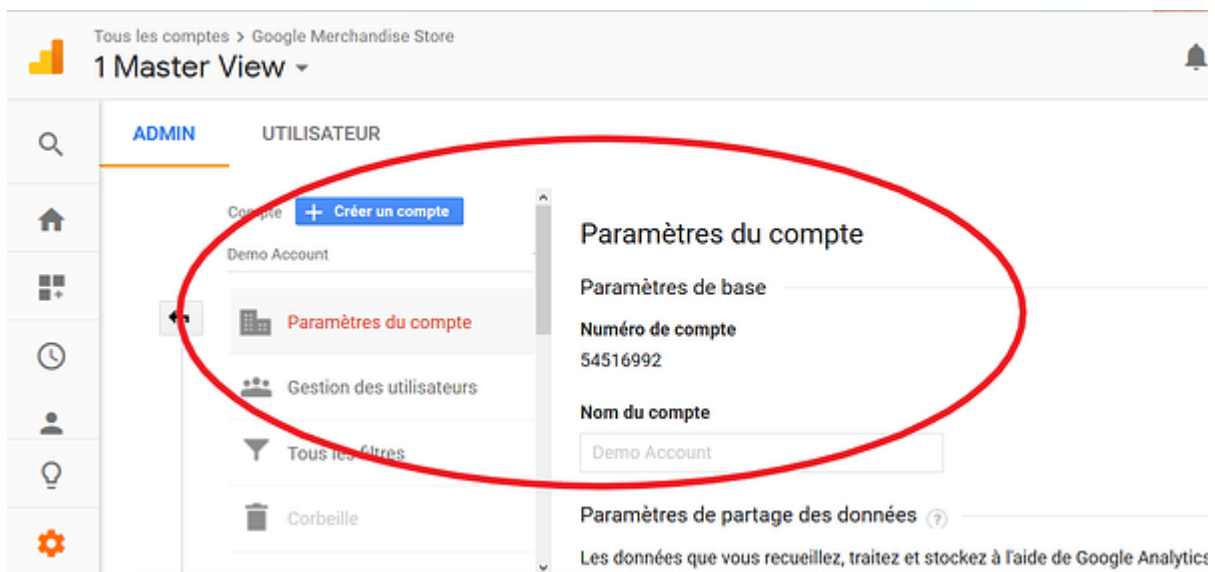 Tous les comptes > Google Merchandise Store
1 Master View
ADMIN
UTILISATEUR
Compte
+ Créer un compte
Demo Account
Paramètres du compte
Gestion des utilisateurs
Tous les filtres
Corbeille
Paramètres du compte
Paramètres de base
Numéro de compte
54516992
Nom du compte
Demo Account
Paramètres de partage des données ?
Les données que vous recueillez, traitez et stockez à l'aide de Google Analytics